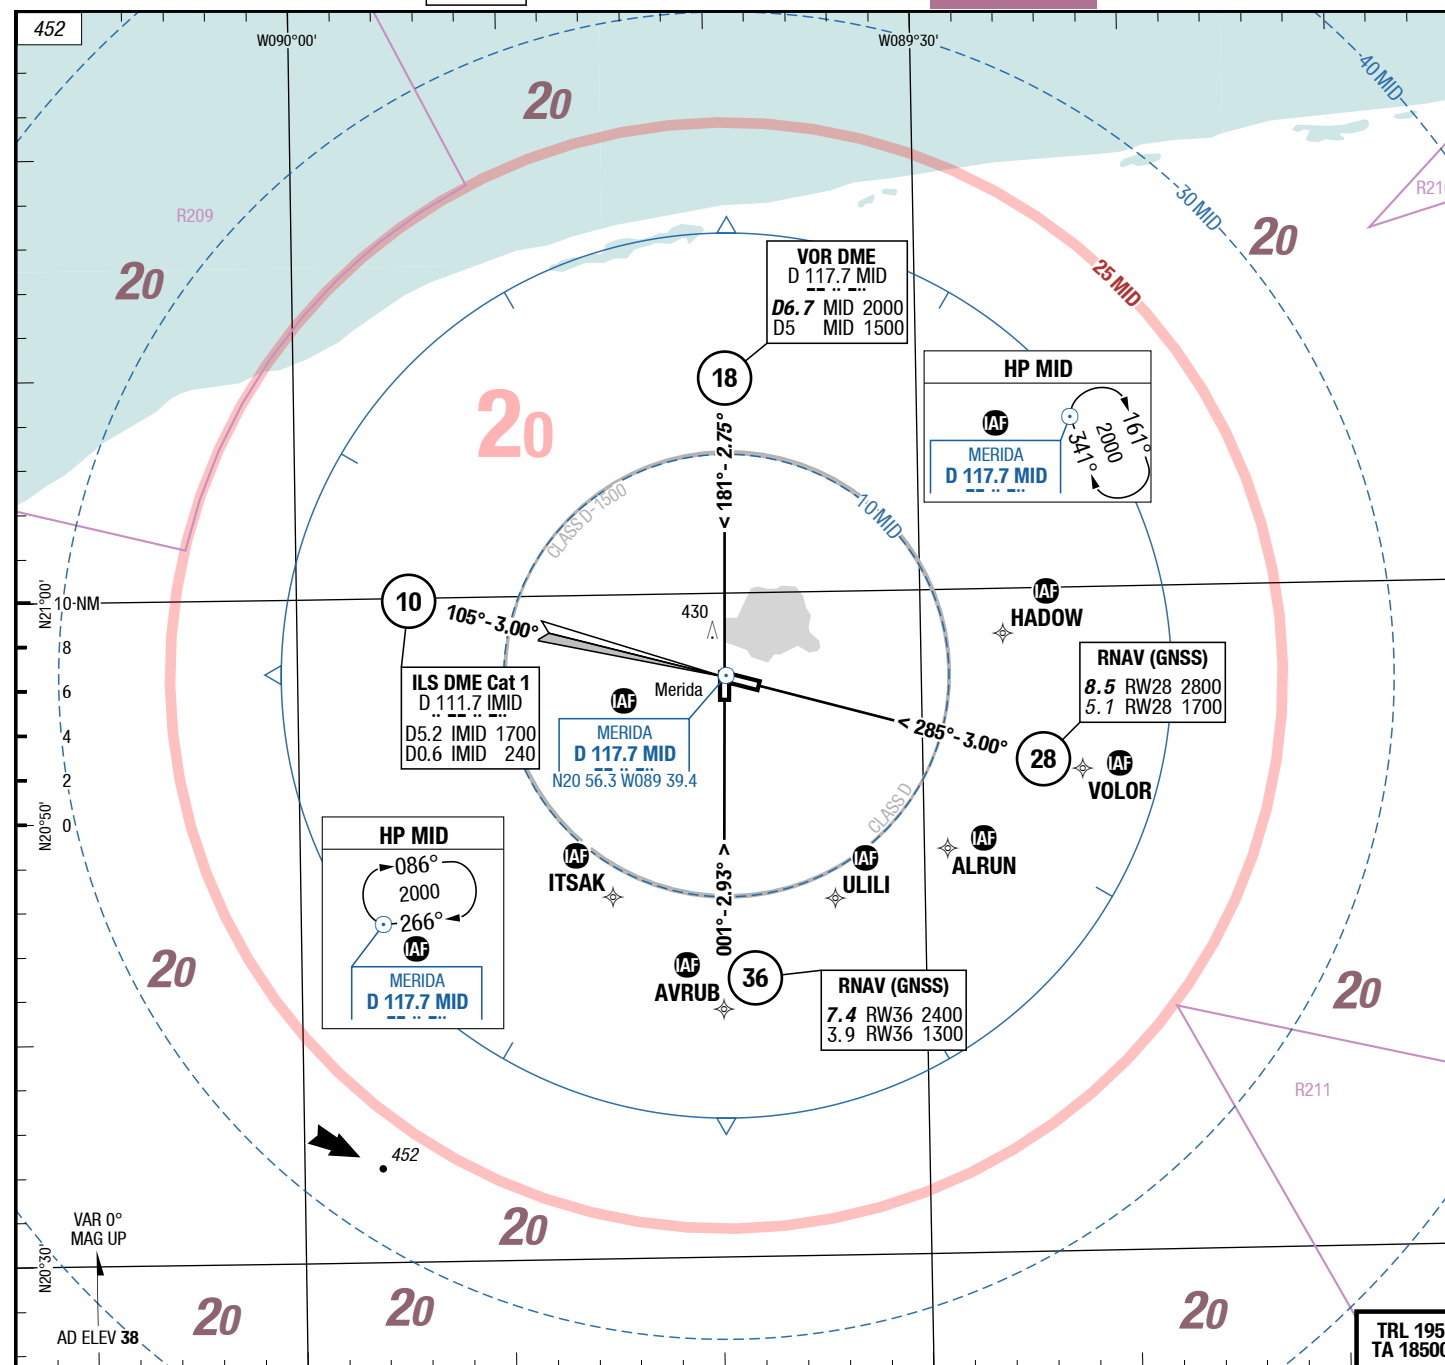 452
W090°00'
W089°30'
20
40 MID
R209
30 MID
20
20
25 MID
VOR DME
D 117.7 MID
D6.7 MID 2000
D5 MID 1500
18
HP MID
IAF
MERIDA
D 117.7 MID
161°
2000
341°
20
< 181° - 2.75°
CLASS D-1500
10 MID
N21°00'
10 NM
8
6
4
2
0
N20°50'
10
105° - 3.00°
430
IAF
HADOW
ILS DME Cat 1
D 111.7 IMID
D5.2 IMID 1700
D0.6 IMID 240
IAF
Merida
MERIDA
D 117.7 MID
N20 56.3 W089 39.4
RNAV (GNSS)
8.5 RW28 2800
5.1 RW28 1700
< 285° - 3.00°
28
IAF
VOLOR
CLASS D
HP MID
086°
2000
266°
IAF
MERIDA
D 117.7 MID
IAF
ITSAK
001° - 2.93° >
IAF
ULILI
IAF
ALRUN
IAF
AVRUB
36
RNAV (GNSS)
7.4 RW36 2400
3.9 RW36 1300
20
20
R211
452
20
VAR 0°
MAG UP
N20°30'
20
20
20
AD ELEV 38
TRL 195